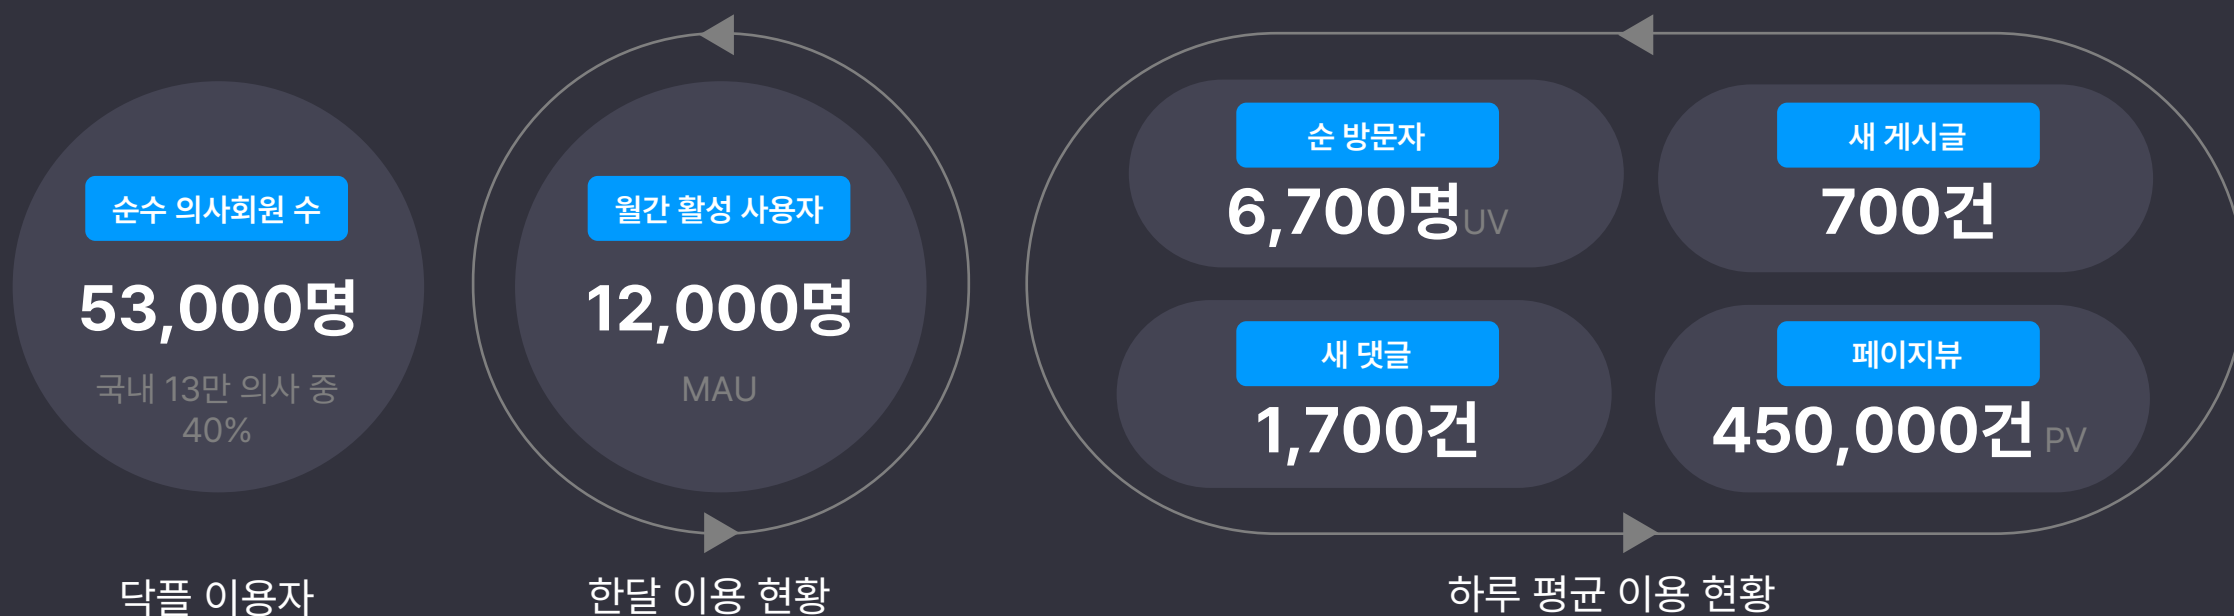 순수 의사회원 수
53,000명
국내 13만 의사 중
40%
닥플 이용자
월간 활성 사용자
12,000명
MAU
한달 이용 현황
순 방문자
6,700명 UV
새 게시글
700건
새 댓글
1,700건
페이지뷰
450,000건 PV
하루 평균 이용 현황